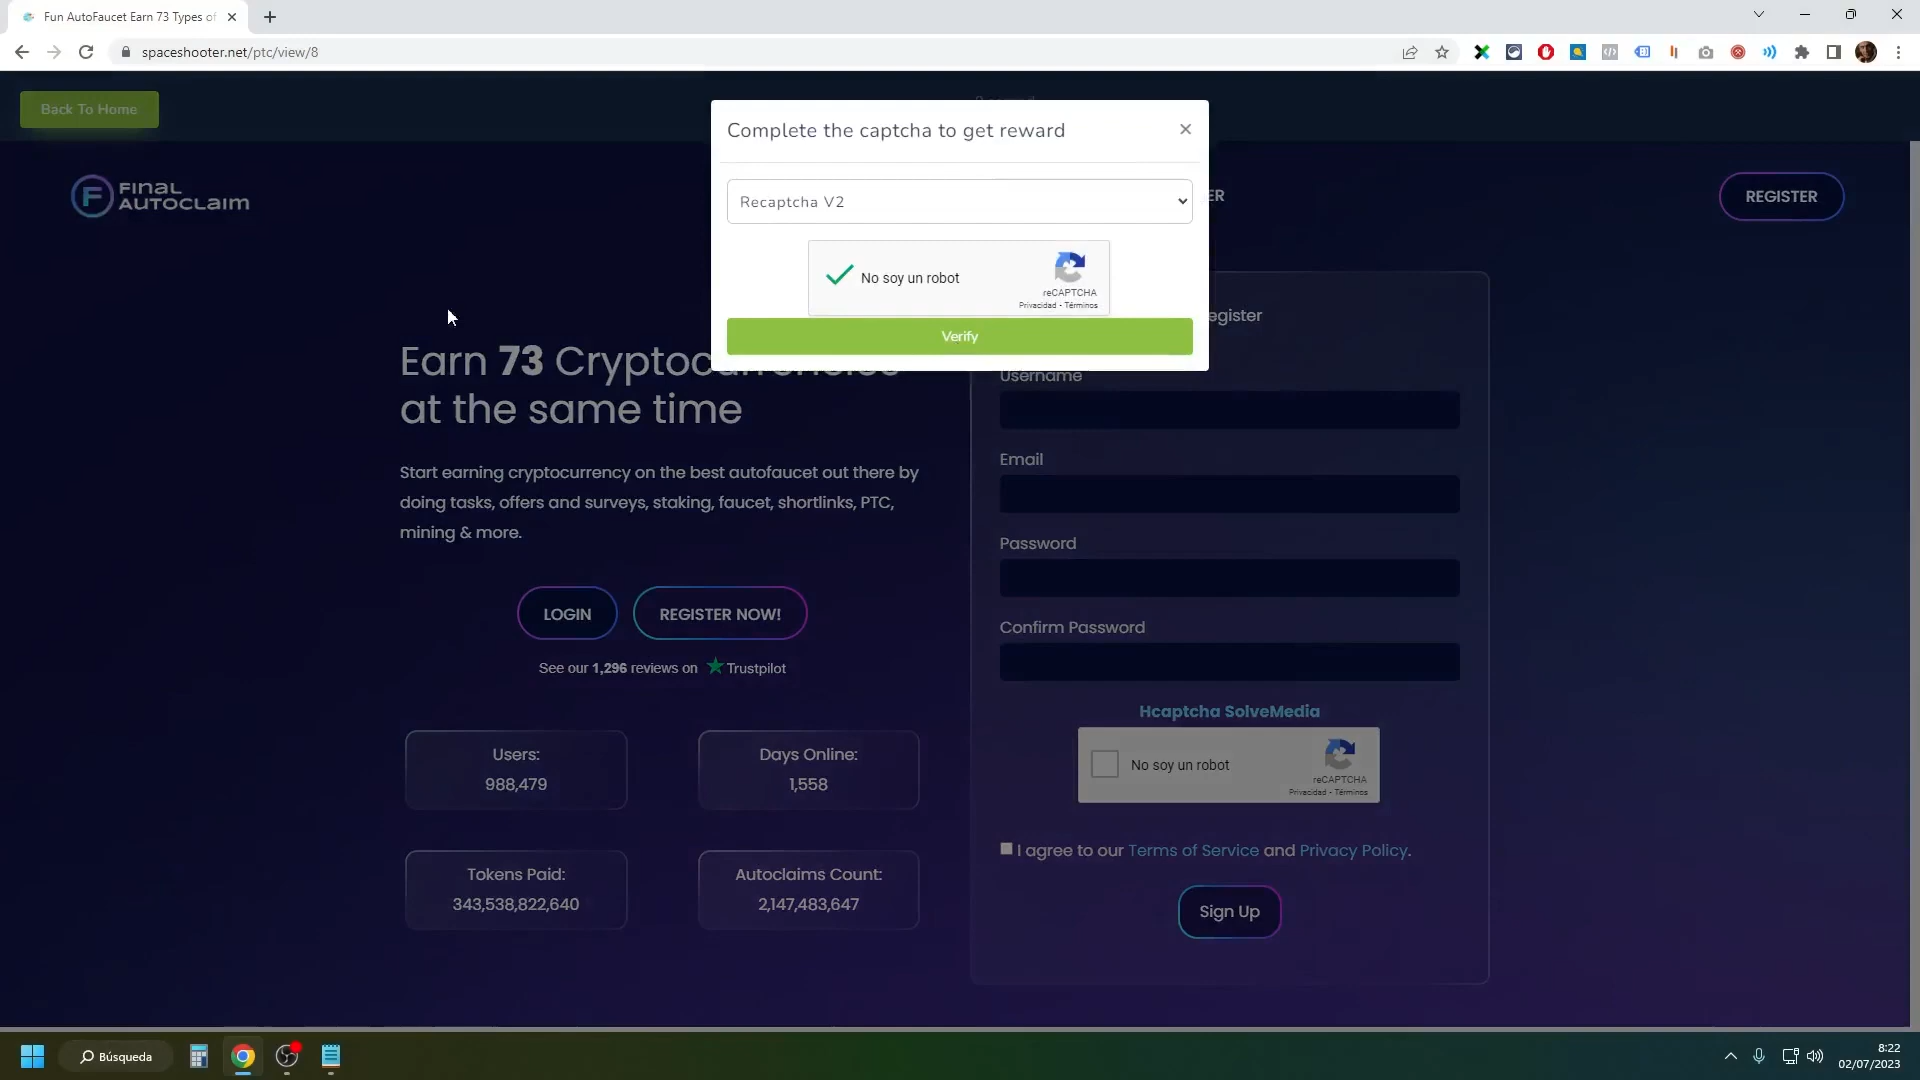 Fun AutoFaucet Earn 73 Types of
spaceshooter.net/ptc/view/8
Back To Home
Complete the captcha to get reward
Recaptcha V2
No soy un robot
reCAPTCHA
Privacidad - Términos
Verify
FINAL
AUTOCLAIM
ER
REGISTER
Earn 73 Cryptocurrencies
at the same time
Start earning cryptocurrency on the best autofaucet out there by
doing tasks, offers and surveys, staking, faucet, shortlinks, PTC,
mining & more.
LOGIN
REGISTER NOW!
See our 1,296 reviews on Trustpilot
Users:
988,479
Days Online:
1,558
Tokens Paid:
343,538,822,640
Autoclaims Count:
2,147,483,647
egister
Username
Email
Password
Confirm Password
Hcaptcha SolveMedia
No soy un robot
reCAPTCHA
Privacidad - Términos
I agree to our Terms of Service and Privacy Policy.
Sign Up
Búsqueda
8:22
02/07/2023